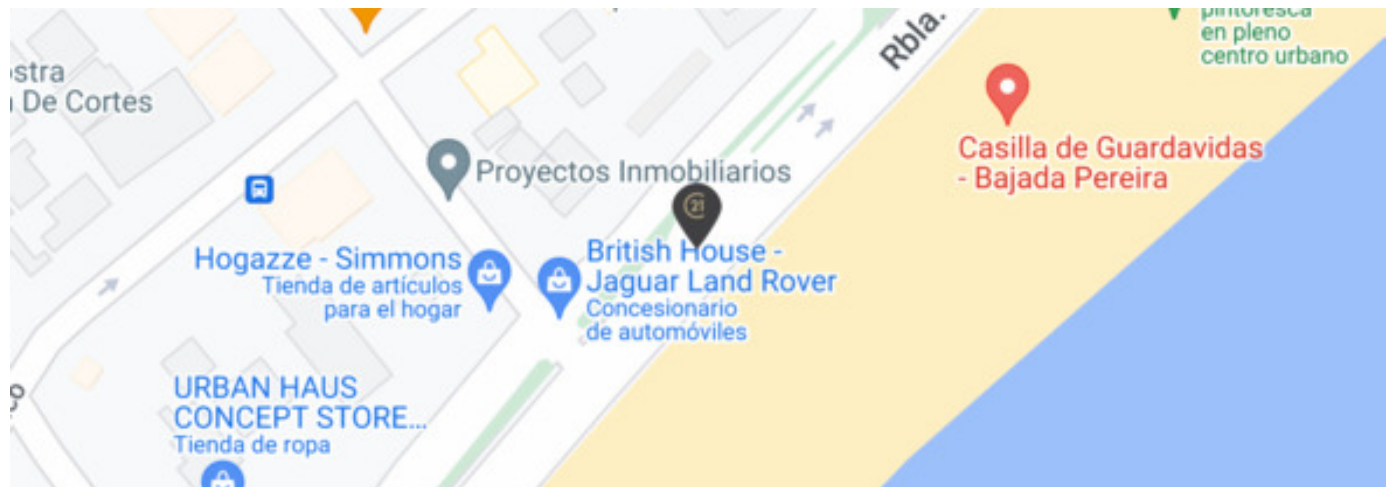 pintoresca
en pleno
centro urbano
Rbla.
ostra
De Cortes
Casilla de Guardavidas
- Bajada Pereira
Proyectos Inmobiliarios
21
Hogazze - Simmons
Tienda de artículos
para el hogar
British House -
Jaguar Land Rover
Concesionario
de automóviles
URBAN HAUS
CONCEPT STORE...
Tienda de ropa